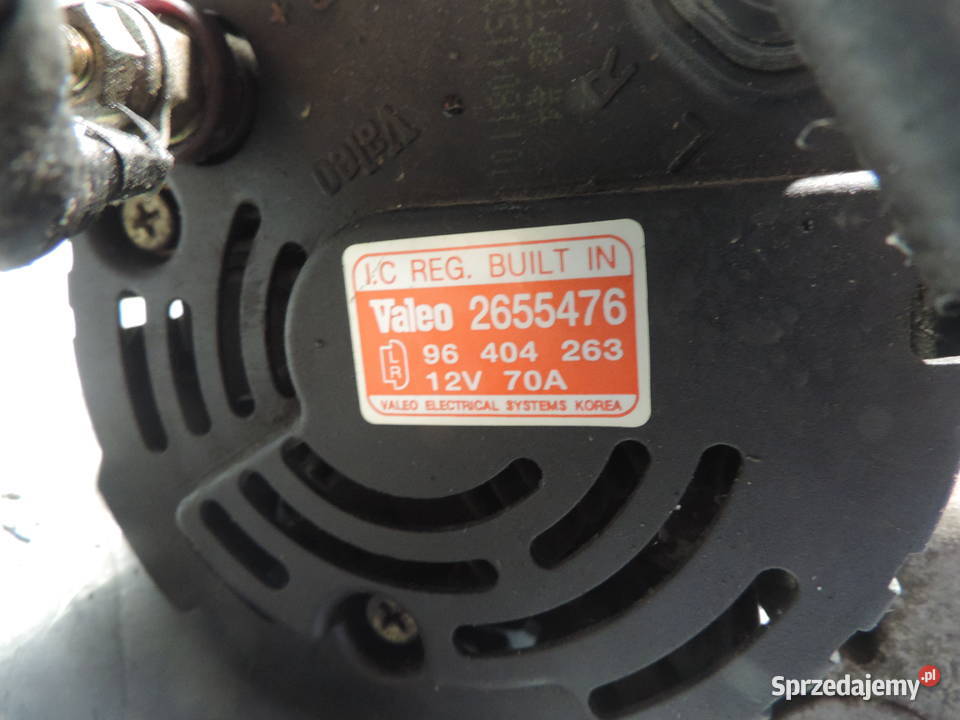 Valeo
R
L
I.C REG. BUILT IN
Valeo 2655476
L
R
96 404 263
12V 70A
VALEO ELECTRICAL SYSTEMS KOREA
Sprzedajemy.pl